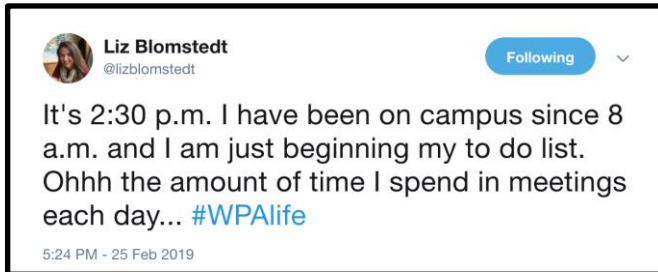 Liz Blomstedt
@lizblomstedt
Following
It's 2:30 p.m. I have been on campus since 8
a.m. and I am just beginning my to do list.
Ohhh the amount of time I spend in meetings
each day... #WPAlife
5:24 PM - 25 Feb 2019